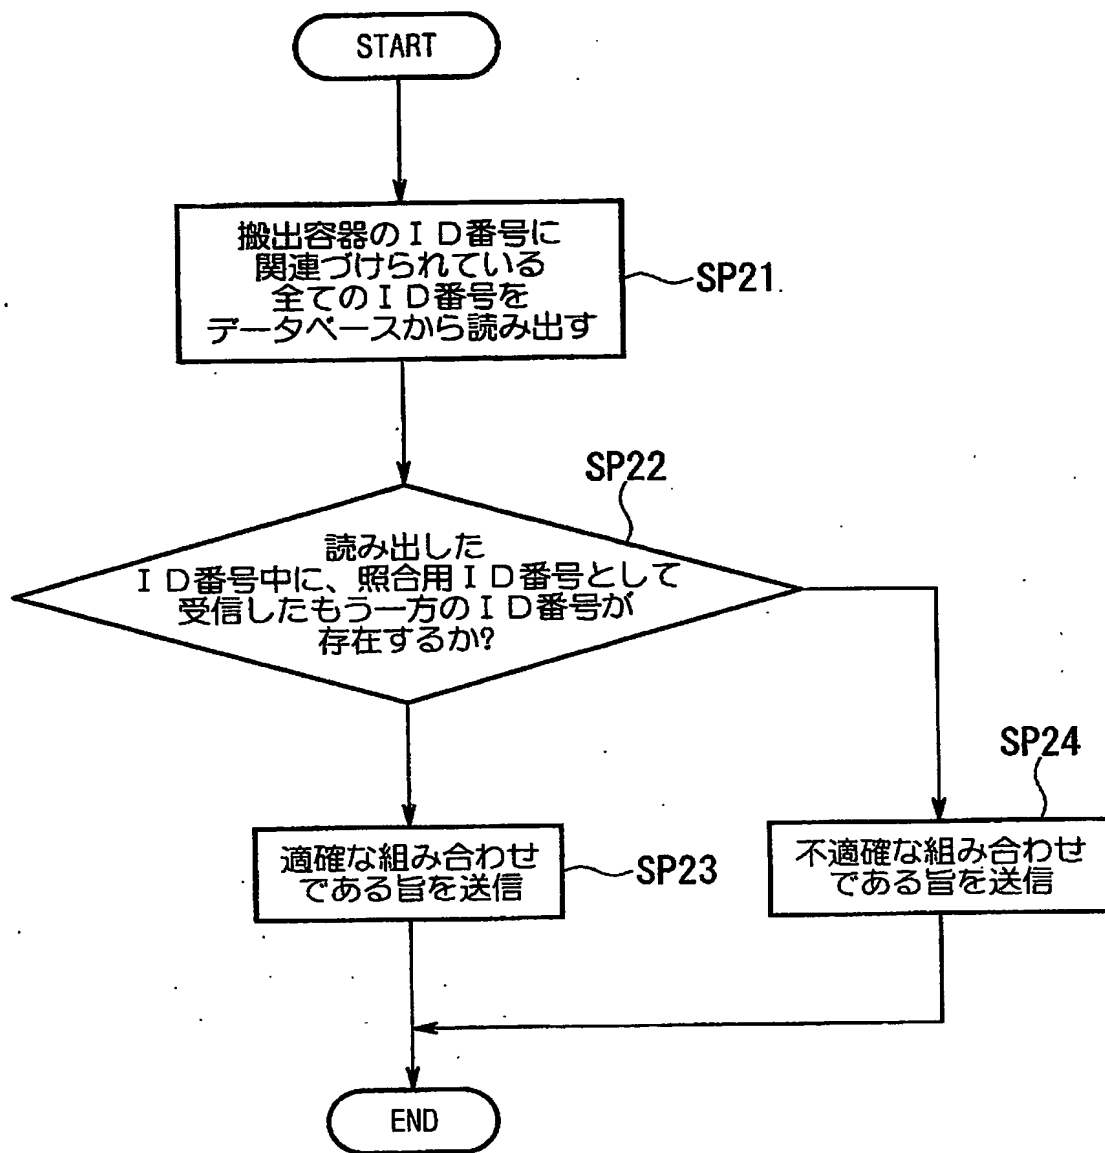 START
搬出容器のＩＤ番号に
関連づけられている
全てのＩＤ番号を
データベースから読み出す
SP21
SP22
読み出した
ＩＤ番号中に、照合用ＩＤ番号として
受信したもう一方のＩＤ番号が
存在するか?
SP24
適確な組み合わせ
である旨を送信
SP23
不適確な組み合わせ
である旨を送信
END